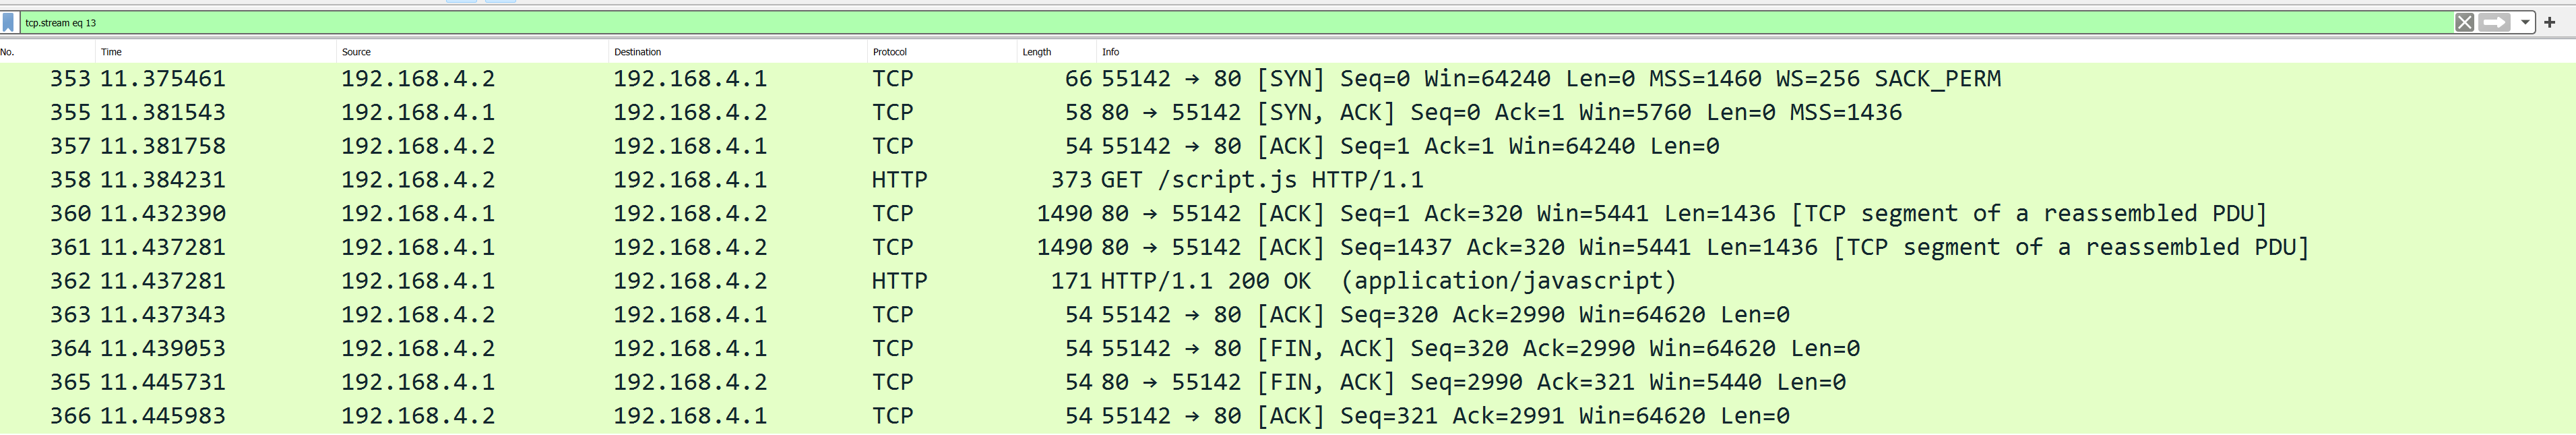 tcp.stream eq 13
No. Time Source Destination Protocol Length Info
353 11.375461 192.168.4.2 192.168.4.1 TCP 66 55142 → 80 [SYN] Seq=0 Win=64240 Len=0 MSS=1460 WS=256 SACK_PERM
355 11.381543 192.168.4.1 192.168.4.2 TCP 58 80 → 55142 [SYN, ACK] Seq=0 Ack=1 Win=5760 Len=0 MSS=1436
357 11.381758 192.168.4.2 192.168.4.1 TCP 54 55142 → 80 [ACK] Seq=1 Ack=1 Win=64240 Len=0
358 11.384231 192.168.4.2 192.168.4.1 HTTP 373 GET /script.js HTTP/1.1
360 11.432390 192.168.4.1 192.168.4.2 TCP 1490 80 → 55142 [ACK] Seq=1 Ack=320 Win=5441 Len=1436 [TCP segment of a reassembled PDU]
361 11.437281 192.168.4.1 192.168.4.2 TCP 1490 80 → 55142 [ACK] Seq=1437 Ack=320 Win=5441 Len=1436 [TCP segment of a reassembled PDU]
362 11.437281 192.168.4.1 192.168.4.2 HTTP 171 HTTP/1.1 200 OK  (application/javascript)
363 11.437343 192.168.4.2 192.168.4.1 TCP 54 55142 → 80 [ACK] Seq=320 Ack=2990 Win=64620 Len=0
364 11.439053 192.168.4.2 192.168.4.1 TCP 54 55142 → 80 [FIN, ACK] Seq=320 Ack=2990 Win=64620 Len=0
365 11.445731 192.168.4.1 192.168.4.2 TCP 54 80 → 55142 [FIN, ACK] Seq=2990 Ack=321 Win=5440 Len=0
366 11.445983 192.168.4.2 192.168.4.1 TCP 54 55142 → 80 [ACK] Seq=321 Ack=2991 Win=64620 Len=0